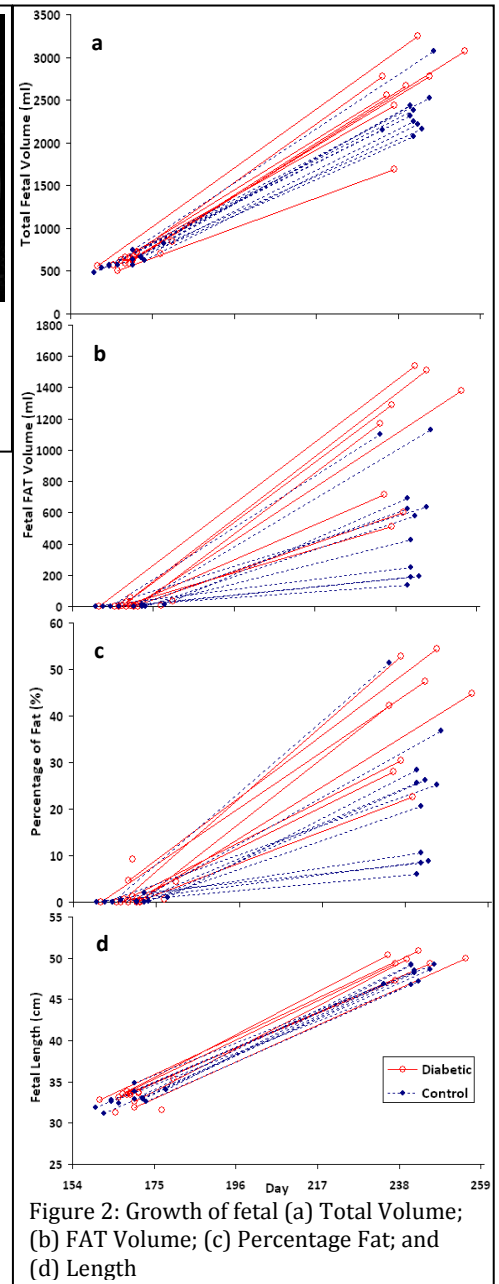 a
Total Fetal Volume (ml)
3500
3000
2500
2000
1500
1000
500
0
b
Fetal FAT Volume (ml)
1800
1600
1400
1200
1000
800
600
400
200
0
c
Percentage of Fat (%)
60
50
40
30
20
10
0
d
Fetal Length (cm)
55
50
45
40
35
30
25
Diabetic
Control
154 175 196 217 238 259
Day
Figure 2: Growth of fetal (a) Total Volume;
(b) FAT Volume; (c) Percentage Fat; and
(d) Length